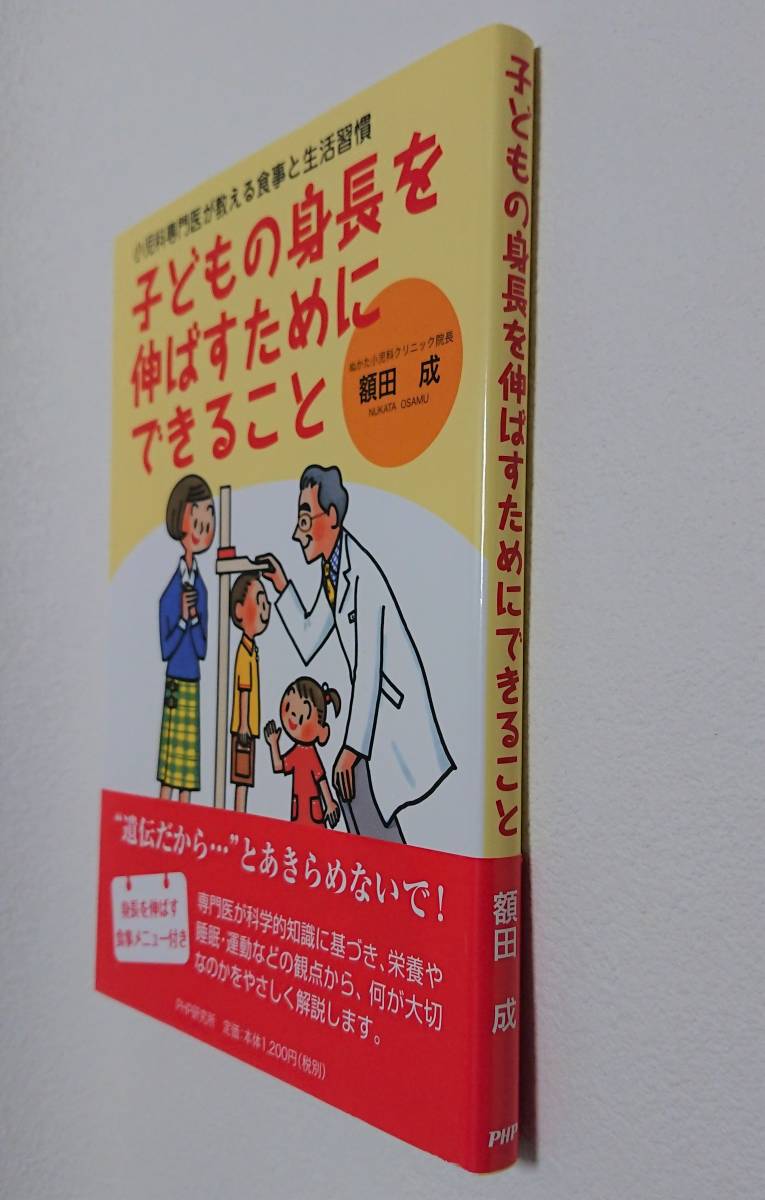 小児科専門医が教える食事と生活習慣
子どもの身長を
伸ばすために
できること
ぬかた小児科クリニック院長
額田 成
NUKATA OSAMU
“遺伝だから…”とあきらめないで!
身長を伸ばす
食事メニュー付き
専門医が科学的知識に基づき、栄養や
睡眠・運動などの観点から、何が大切
なのかをやさしく解説します。
PHP研究所 定価:本体1,200円(税別)
子どもの身長を伸ばすためにできること
額田 成
PHP